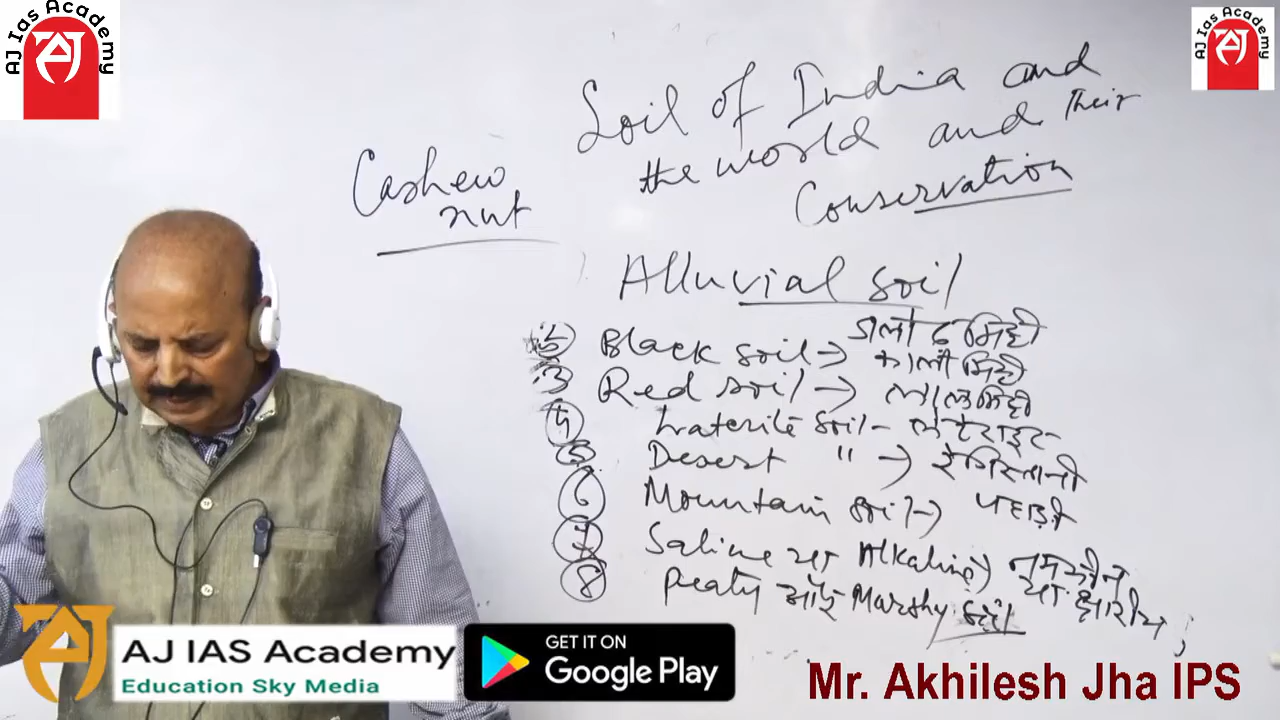 AJ Ias Academy
AJ
AJ Ias Academy
AJ
Soil of India and
the world and their
Conservation
Cashew
nut
Alluvial soil
जलोढ़ मिट्टी
Black soil → काली मिट्टी
3 Red soil → लाल मिट्टी
4 Laterite soil - लेटेराइट
5 Desert " → रेगिस्तानी
6 Mountain soil → पहाड़ी
7 Saline या Alkaline → नमकीन
या क्षारीय
8 Peaty और Marshy soil
AJ IAS Academy
Education Sky Media
GET IT ON
Google Play
Mr. Akhilesh Jha IPS